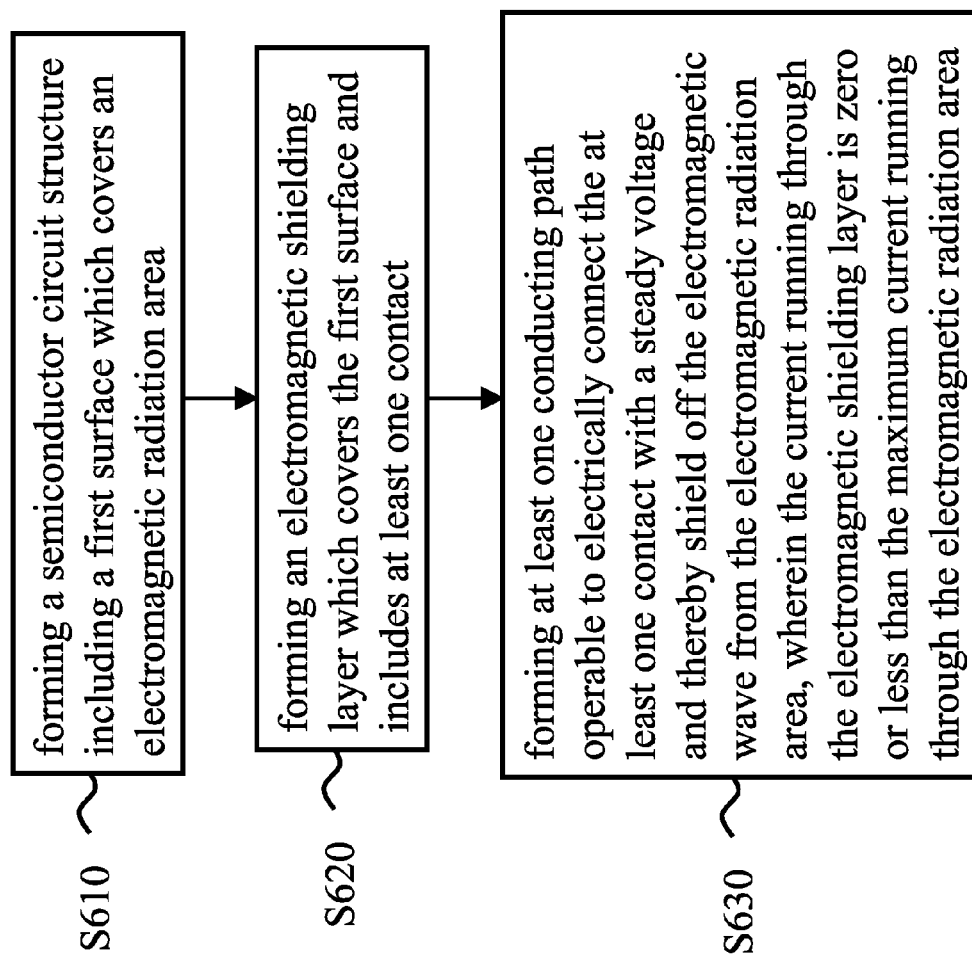 S610
forming a semiconductor circuit structure
including a first surface which covers an
electromagnetic radiation area
S620
forming an electromagnetic shielding
layer which covers the first surface and
includes at least one contact
S630
forming at least one conducting path
operable to electrically connect the at
least one contact with a steady voltage
and thereby shield off the electromagnetic
wave from the electromagnetic radiation
area, wherein the current running through
the electromagnetic shielding layer is zero
or less than the maximum current running
through the electromagnetic radiation area